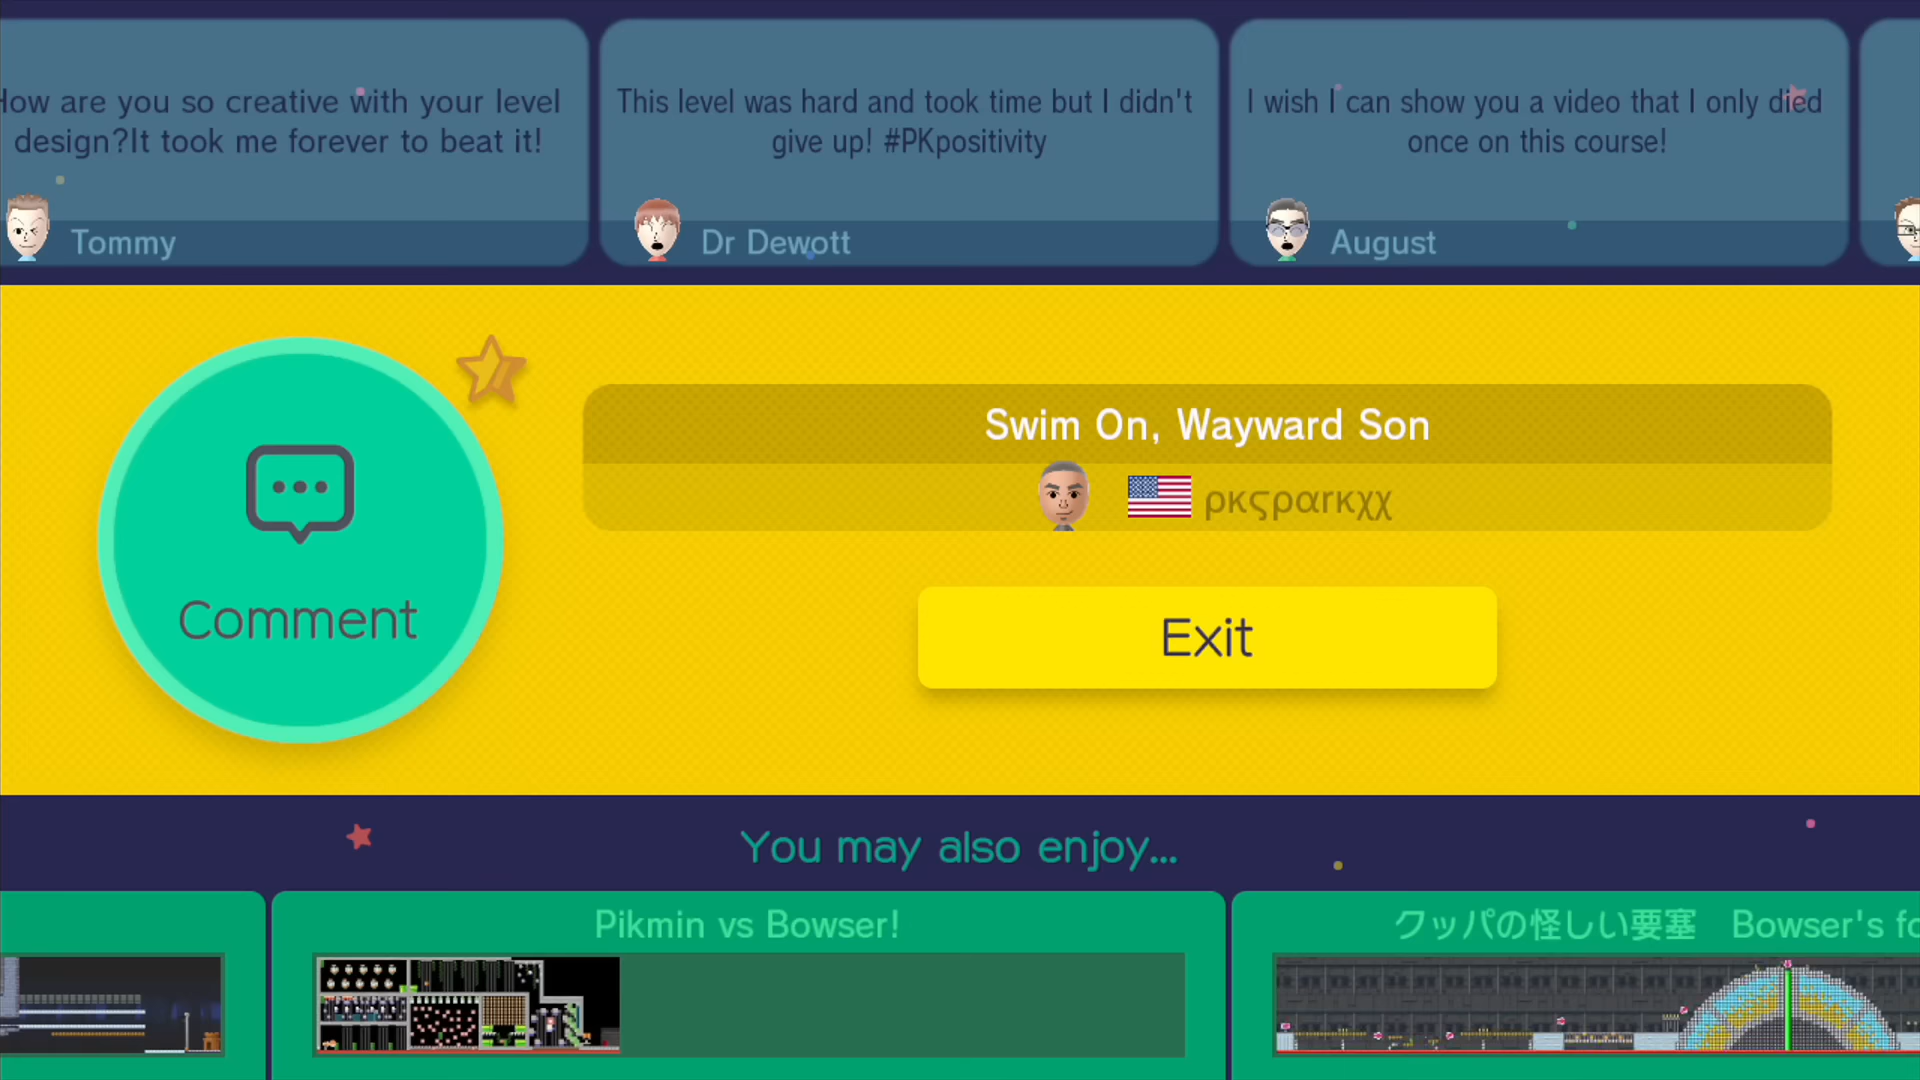 How are you so creative with your level
design?It took me forever to beat it!
Tommy
This level was hard and took time but I didn't
give up! #PKpositivity
Dr Dewott
I wish I can show you a video that I only died
once on this course!
August
Swim On, Wayward Son
ρκςραrκχχ
Comment
Exit
You may also enjoy...
Pikmin vs Bowser!
クッパの怪しい要塞　Bowser's fo